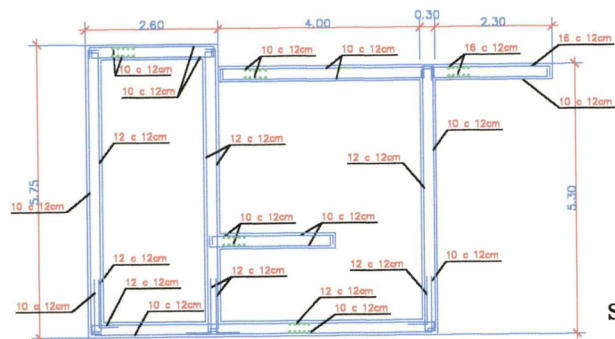 2.60 4.00 0.30 2.30
10 c 12cm 10 c 12cm 16 c 12cm 16 c 12cm
10 c 12cm
10 c 12cm 10 c 12cm
12 c 12cm 12 c 12cm 10 c 12cm
12 c 12cm
5.75 5.30
10 c 12cm
10 c 12cm 10 c 12cm
12 c 12cm 12 c 12cm 12 c 12cm 10 c 12cm
12 c 12cm
10 c 12cm 10 c 12cm 12 c 12cm
10 c 12cm
S